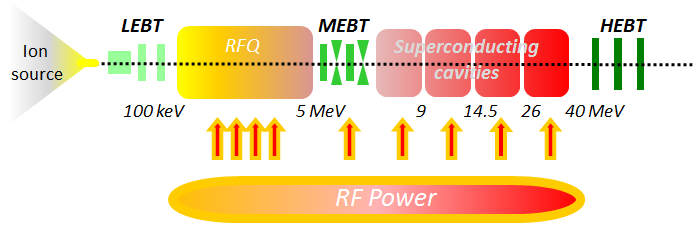 LEBT
MEBT
HEBT
Ion
source
RFQ
Superconducting
cavities
100 keV
5 MeV
9
14.5
26
40 MeV
RF Power